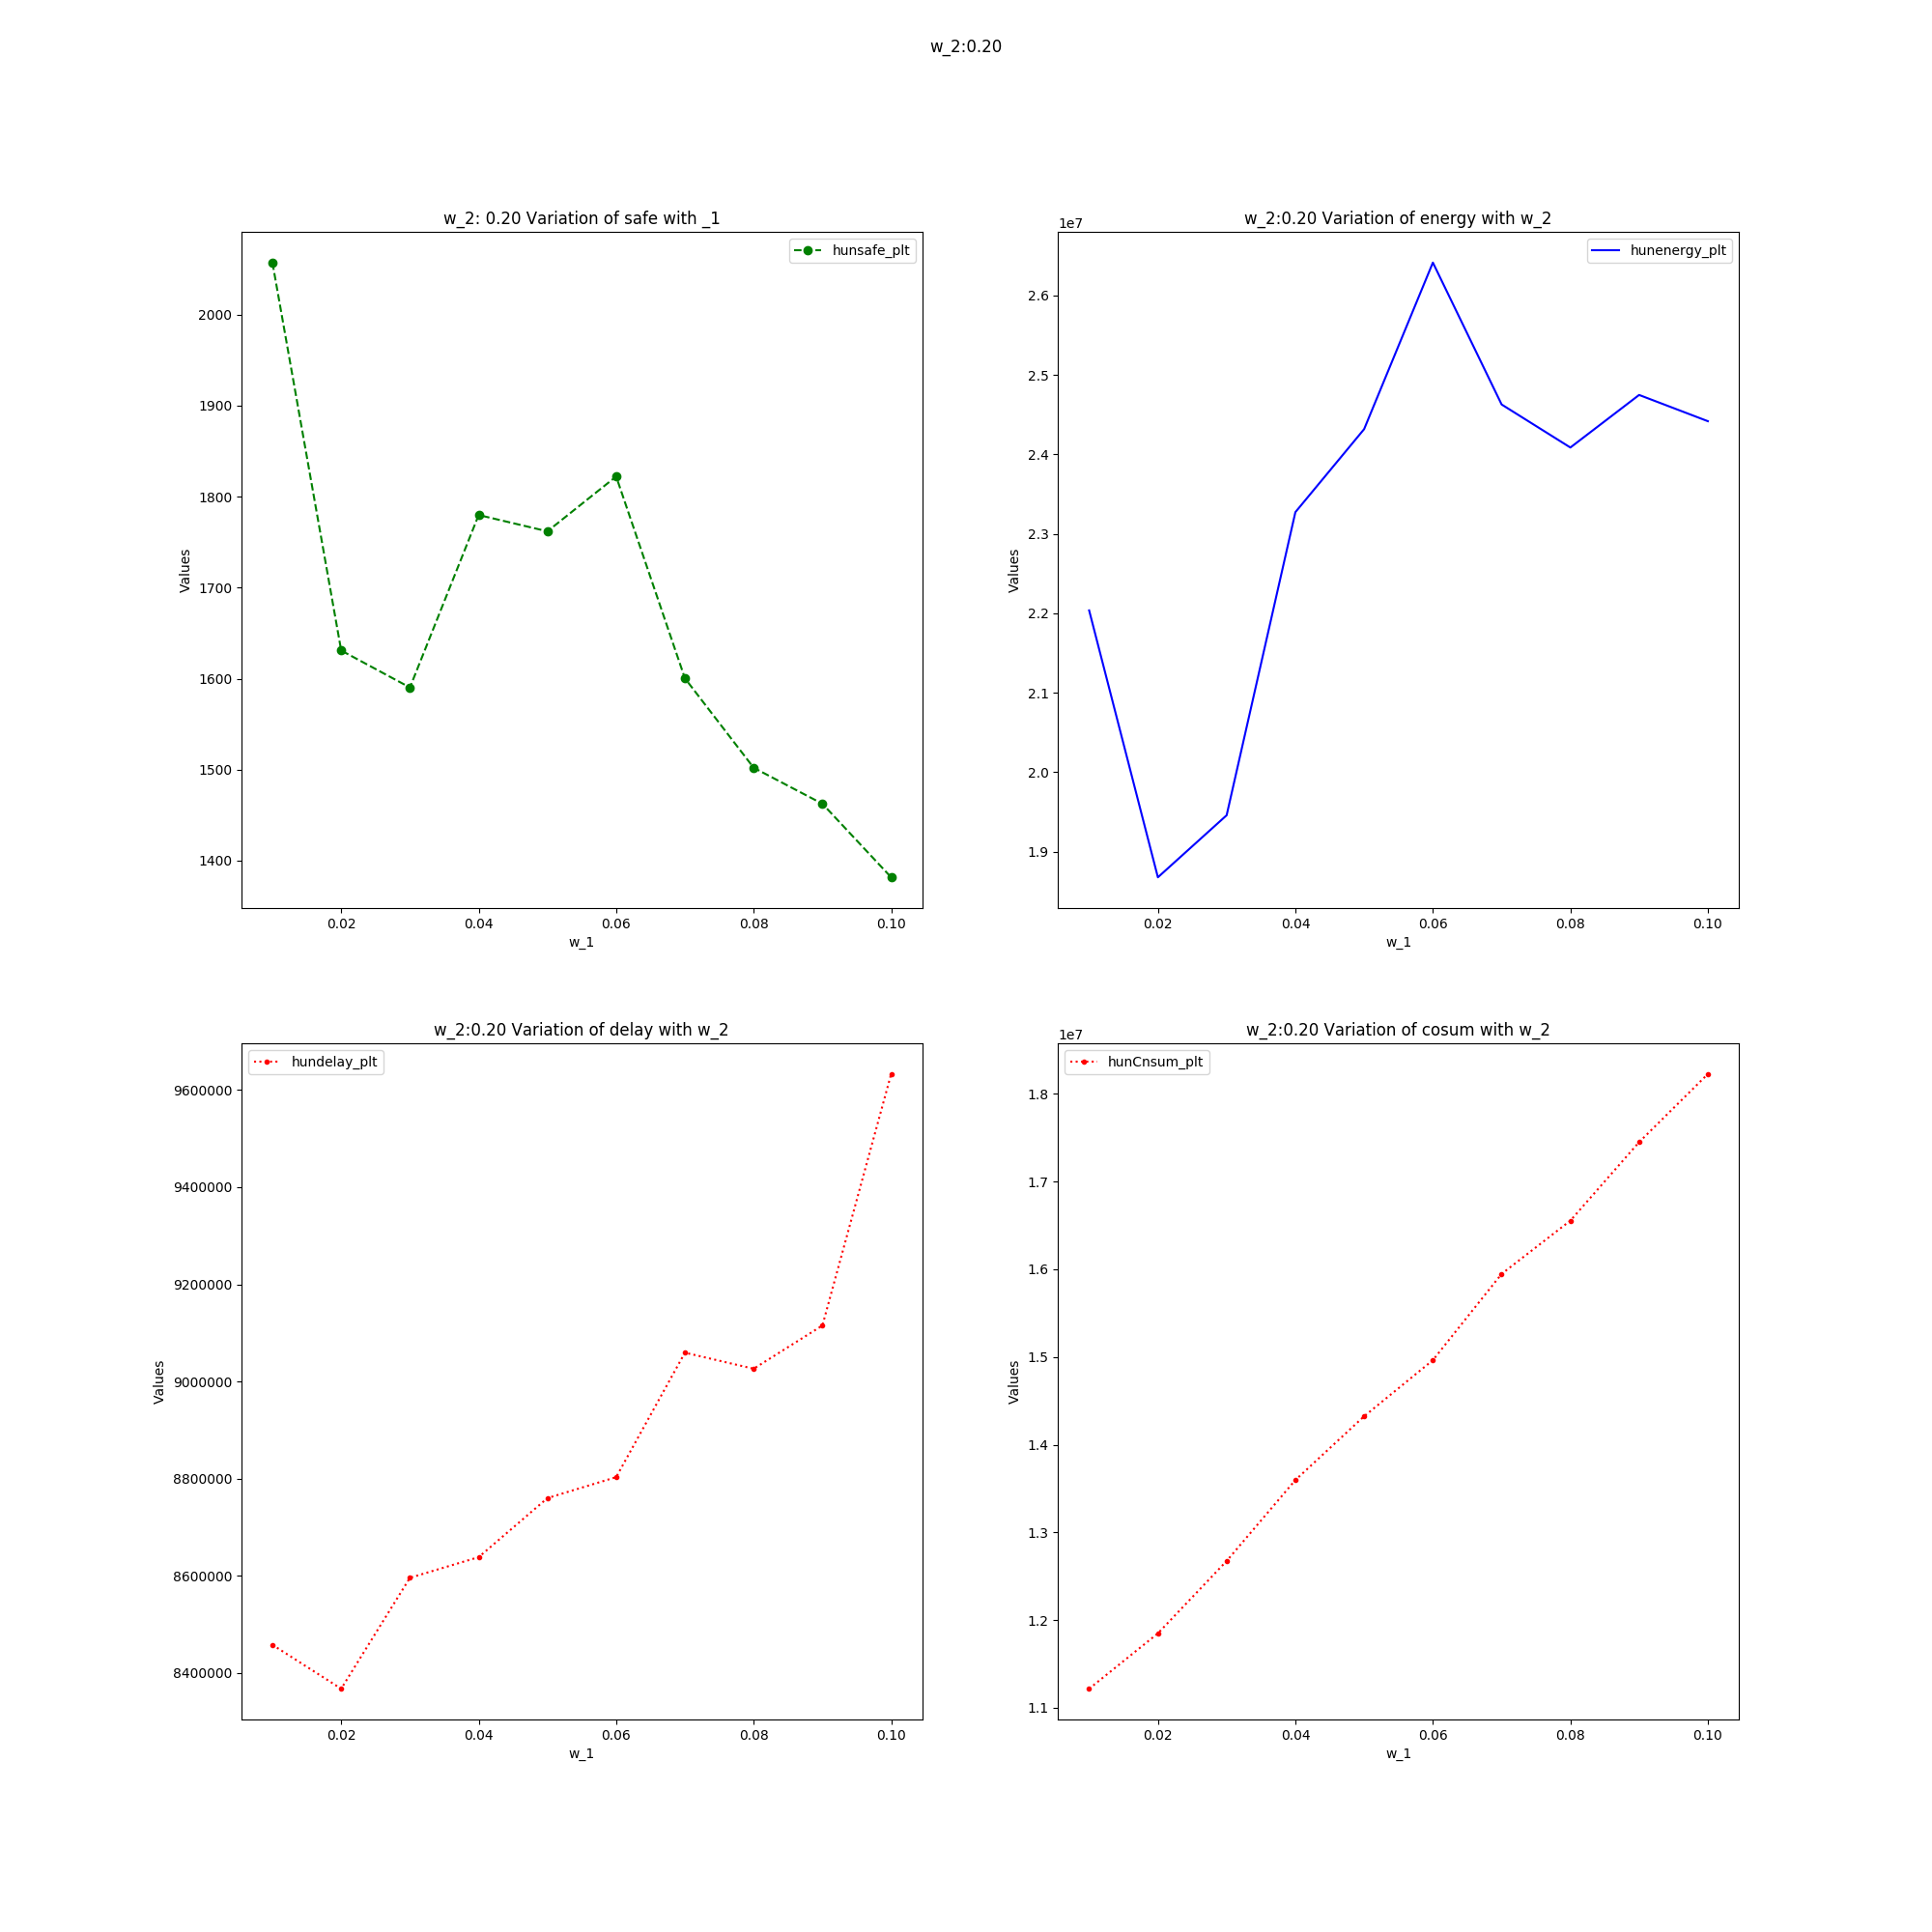 w_2:0.20
w_2: 0.20 Variation of safe with _1
hunsafe_plt
2000
1900
1800
1700
1600
1500
1400
Values
0.02 0.04 0.06 0.08 0.10
w_1
w_2:0.20 Variation of energy with w_2
1e7
hunenergy_plt
2.6
2.5
2.4
2.3
2.2
2.1
2.0
1.9
Values
0.02 0.04 0.06 0.08 0.10
w_1
w_2:0.20 Variation of delay with w_2
hundelay_plt
9600000
9400000
9200000
9000000
8800000
8600000
8400000
Values
0.02 0.04 0.06 0.08 0.10
w_1
w_2:0.20 Variation of cosum with w_2
1e7
hunCnsum_plt
1.8
1.7
1.6
1.5
1.4
1.3
1.2
1.1
Values
0.02 0.04 0.06 0.08 0.10
w_1